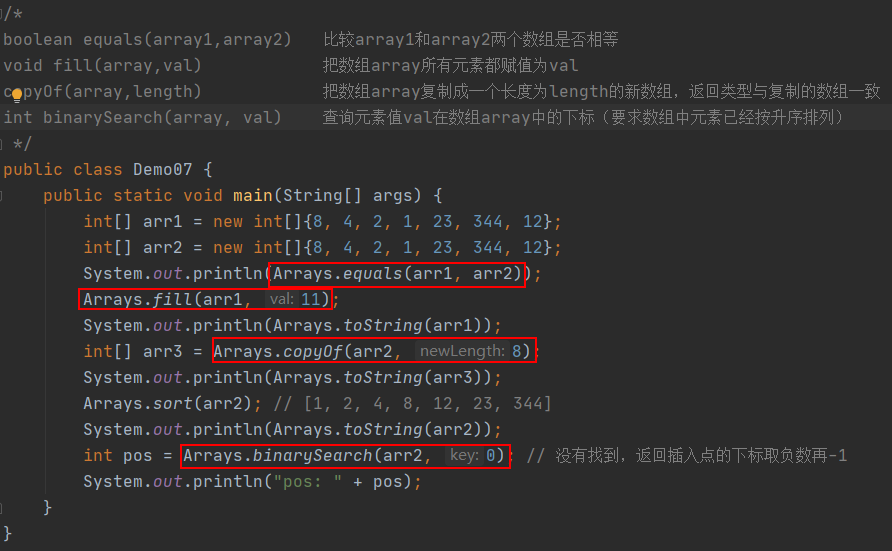 /*
boolean equals(array1,array2)   比较array1和array2两个数组是否相等
void fill(array,val)            把数组array所有元素都赋值为val
copyOf(array,length)            把数组array复制成一个长度为length的新数组，返回类型与复制的数组一致
int binarySearch(array, val)    查询元素值val在数组array中的下标（要求数组中元素已经按升序排列）
 */
public class Demo07 {
    public static void main(String[] args) {
        int[] arr1 = new int[]{8, 4, 2, 1, 23, 344, 12};
        int[] arr2 = new int[]{8, 4, 2, 1, 23, 344, 12};
        System.out.println(Arrays.equals(arr1, arr2));
        Arrays.fill(arr1, val: 11);
        System.out.println(Arrays.toString(arr1));
        int[] arr3 = Arrays.copyOf(arr2, newLength: 8);
        System.out.println(Arrays.toString(arr3));
        Arrays.sort(arr2); // [1, 2, 4, 8, 12, 23, 344]
        System.out.println(Arrays.toString(arr2));
        int pos = Arrays.binarySearch(arr2, key: 0); // 没有找到，返回插入点的下标取负数再-1
        System.out.println("pos: " + pos);
    }
}